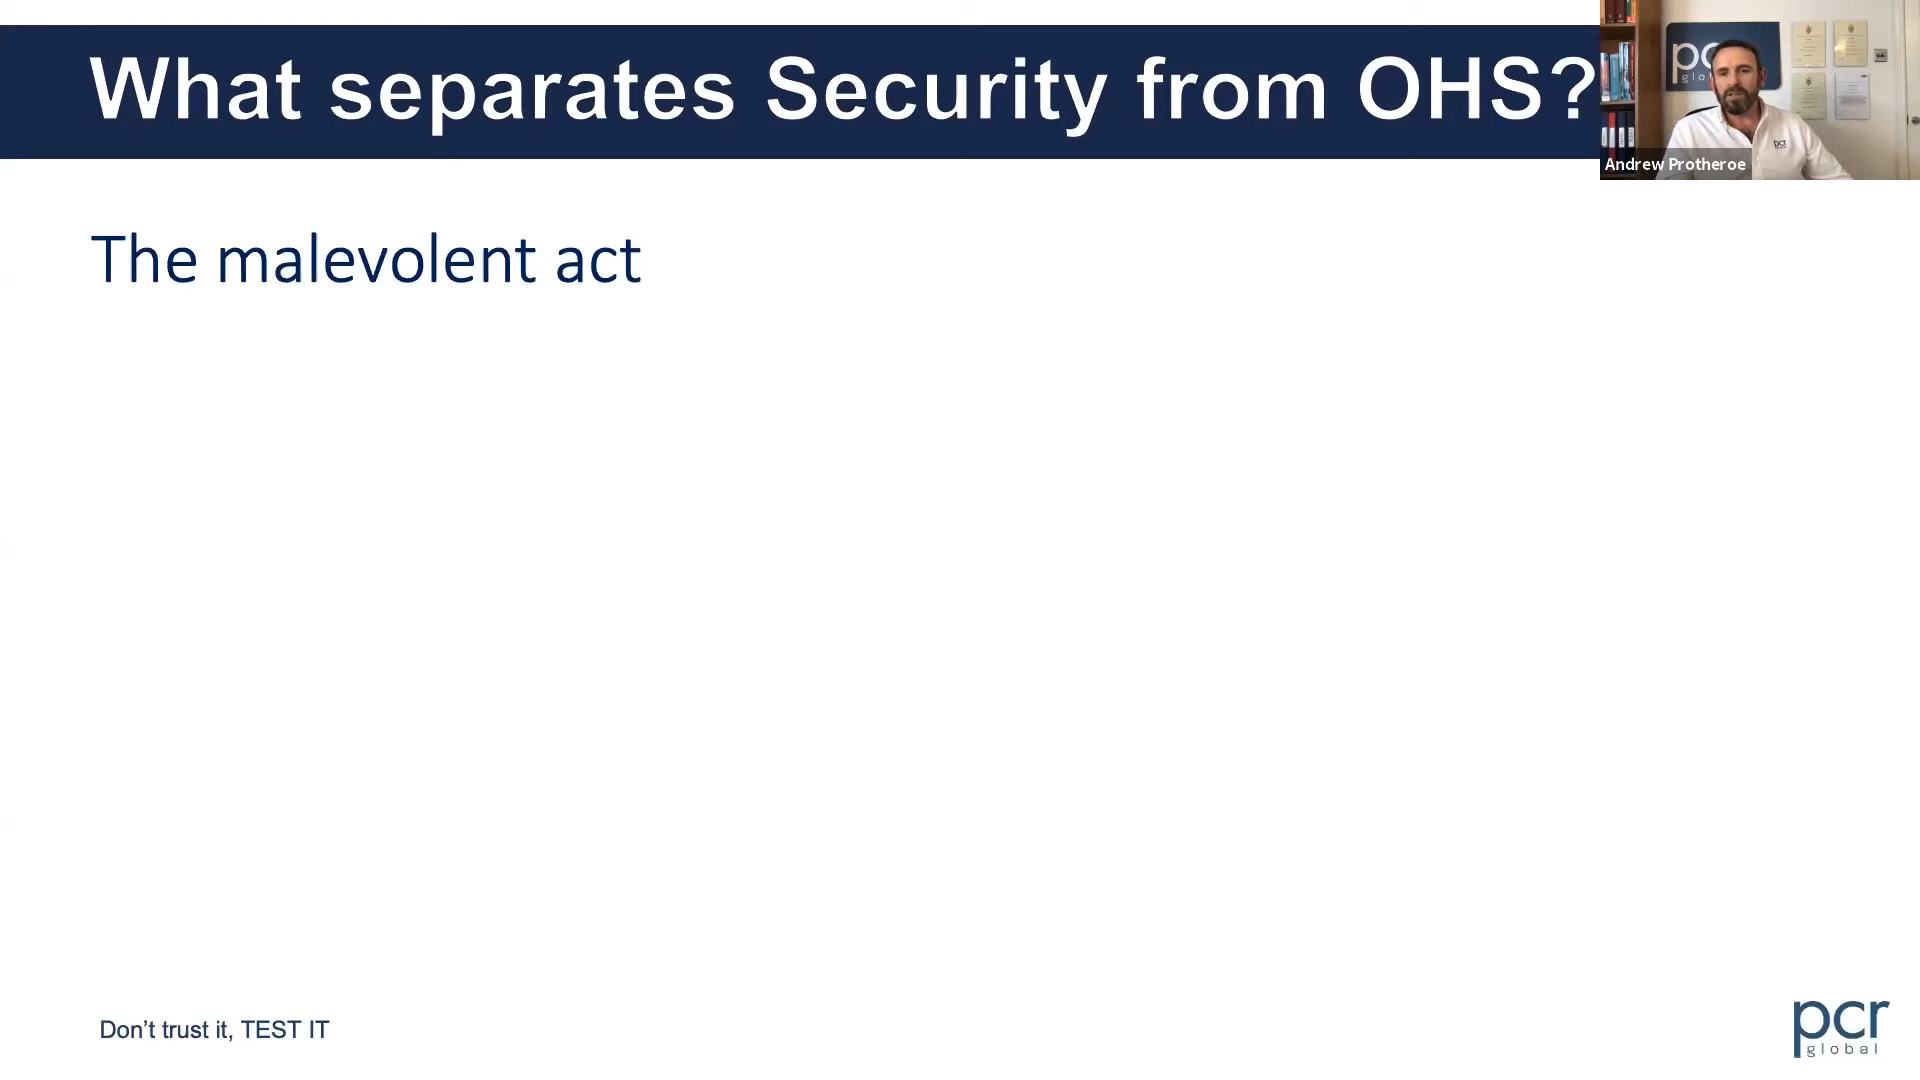 What separates Security from OHS?
Andrew Protheroe
The malevolent act
Don't trust it, TEST IT
pcr
global